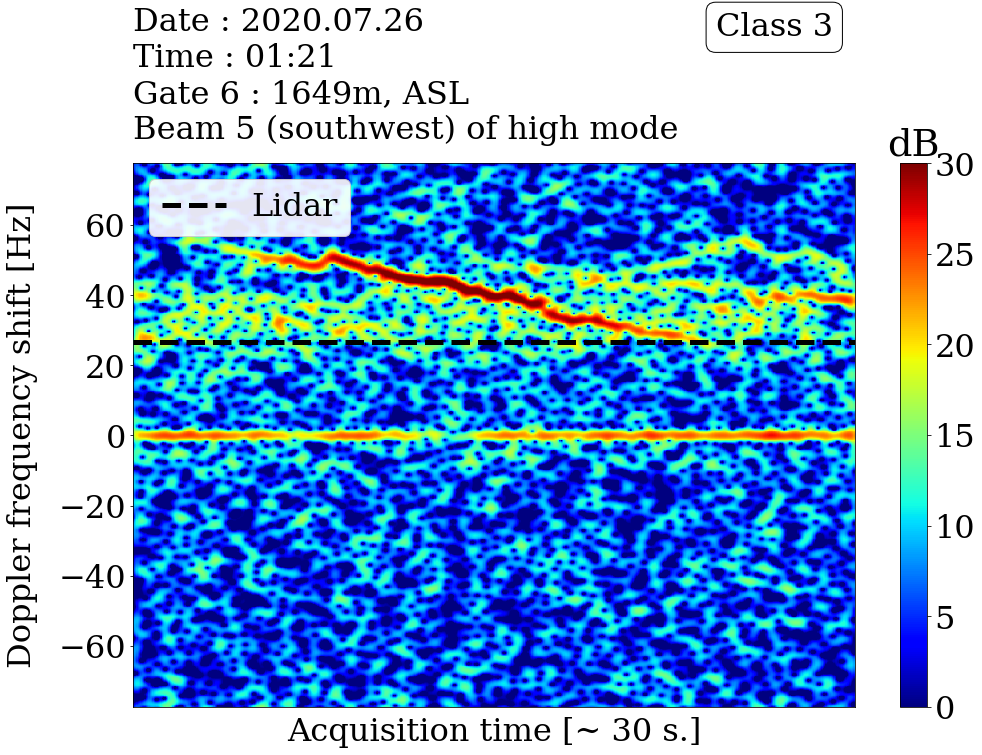 Date : 2020.07.26
Time : 01:21
Gate 6 : 1649m, ASL
Beam 5 (southwest) of high mode
Class 3
dB
Lidar
Doppler frequency shift [Hz]
60
40
20
0
−20
−40
−60
Acquisition time [~ 30 s.]
30
25
20
15
10
5
0